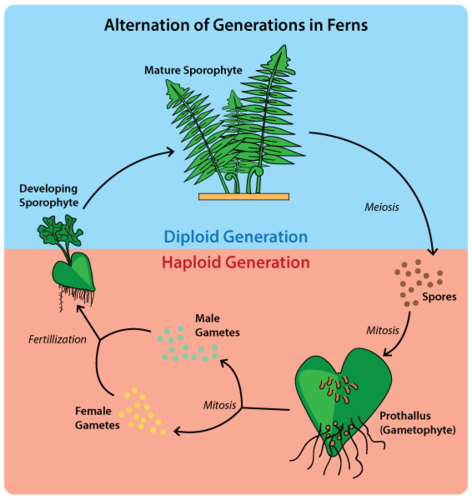 Alternation of Generations in Ferns
Mature Sporophyte
Developing
Sporophyte
Meiosis
Diploid Generation
Haploid Generation
Spores
Mitosis
Male
Gametes
Fertillization
Female
Gametes
Mitosis
Prothallus
(Gametophyte)